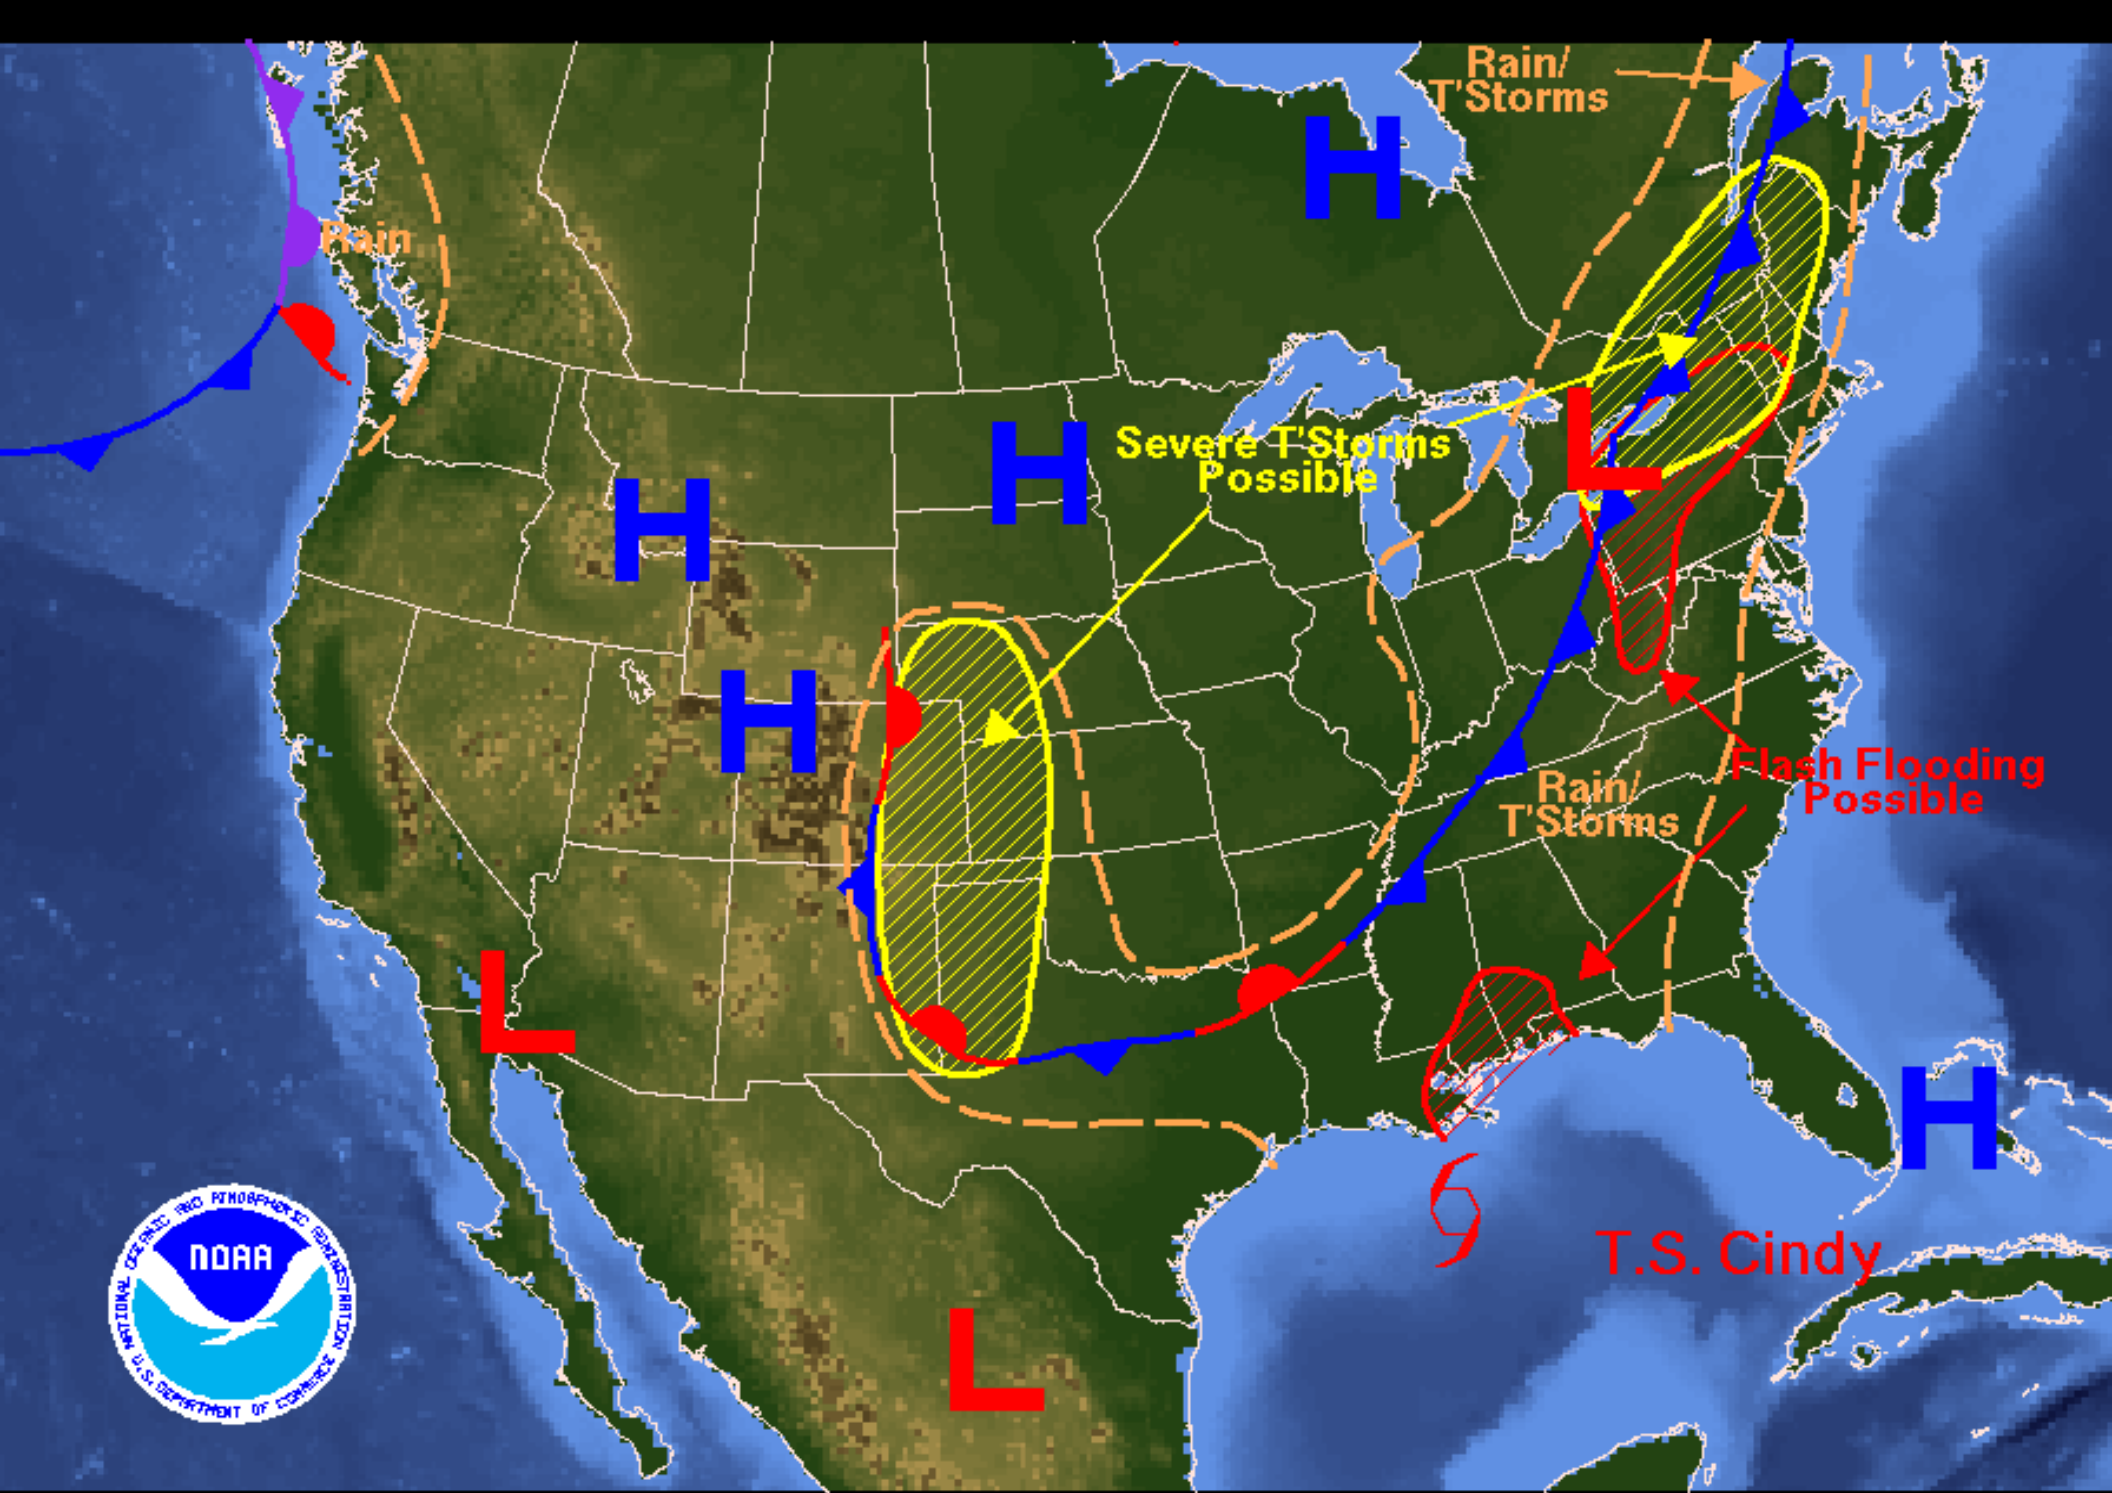 Rain/
T'Storms
H
Rain
Severe T'Storms
Possible
L
H
H
H
Flash Flooding
Possible
Rain/
T'Storms
L
H
T.S. Cindy
L
NOAA
NATIONAL OCEANIC AND ATMOSPHERIC ADMINISTRATION
U.S. DEPARTMENT OF COMMERCE